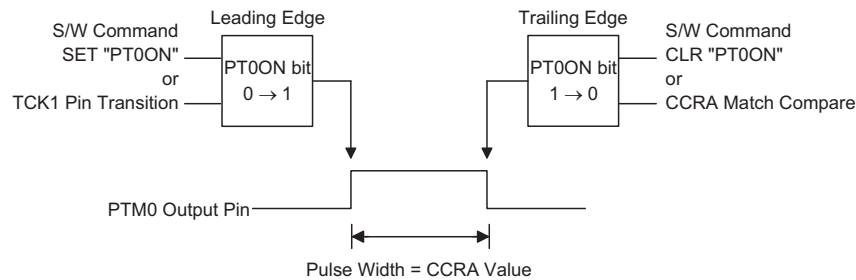 Leading Edge
S/W Command
SET "PT0ON"
or
TCK1 Pin Transition
PT0ON bit
0 → 1
Trailing Edge
PT0ON bit
1 → 0
S/W Command
CLR "PT0ON"
or
CCRA Match Compare
PTM0 Output Pin
Pulse Width = CCRA Value